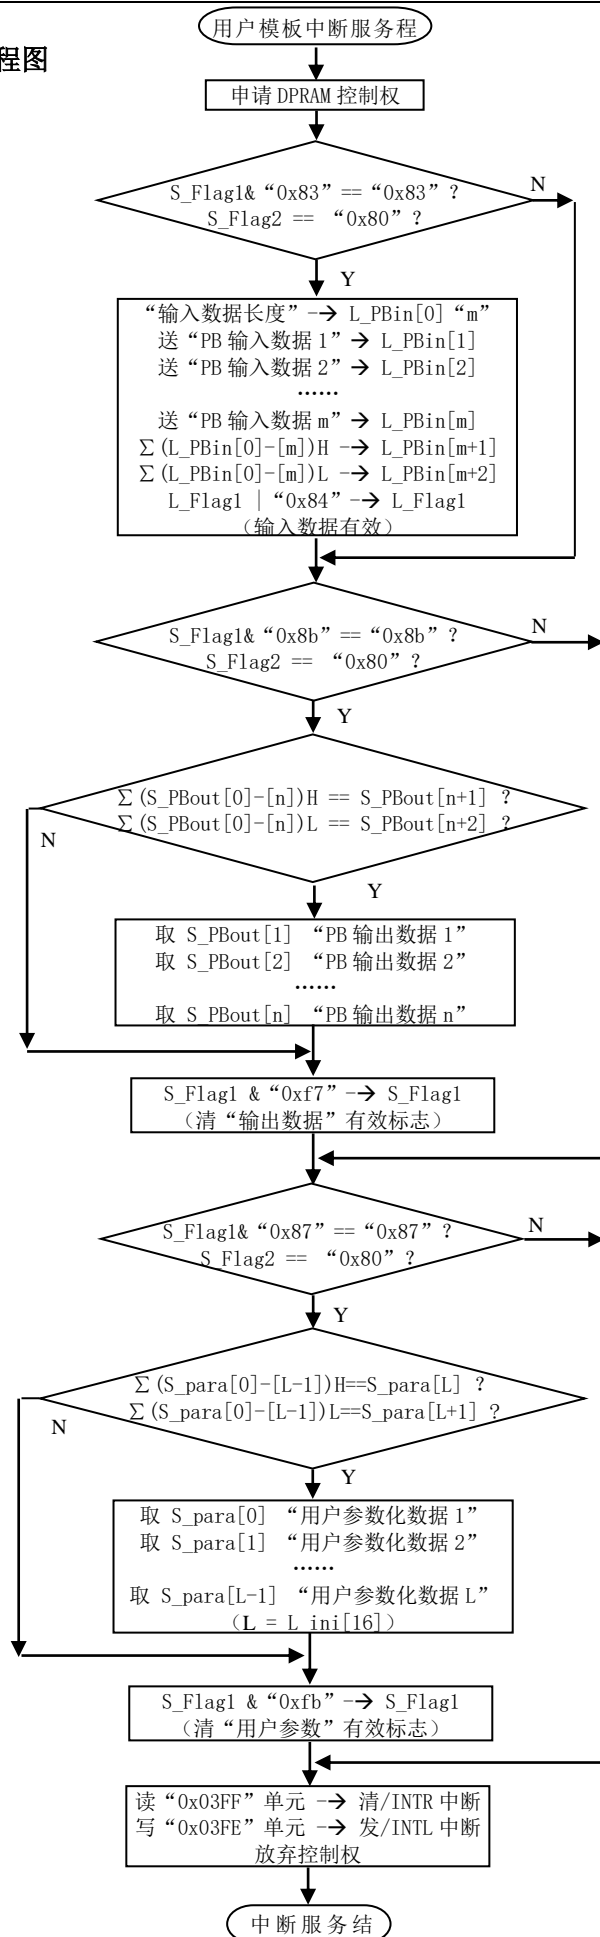 用户模板中断服务程
程图
申请 DPRAM 控制权
S_Flag1& “0x83” == “0x83” ?
S_Flag2 == “0x80” ?
N
Y
“输入数据长度” -→ L_PBin[0] “m”
送 “PB 输入数据 1” → L_PBin[1]
送 “PB 输入数据 2” → L_PBin[2]
……
送 “PB 输入数据 m” → L_PBin[m]
∑(L_PBin[0]-[m])H -→ L_PBin[m+1]
∑(L_PBin[0]-[m])L -→ L_PBin[m+2]
L_Flag1 | “0x84” -→ L_Flag1
(输入数据有效)
S_Flag1& “0x8b” == “0x8b” ?
S_Flag2 == “0x80” ?
N
Y
∑(S_PBout[0]-[n])H == S_PBout[n+1] ?
∑(S_PBout[0]-[n])L == S_PBout[n+2] ?
N
Y
取 S_PBout[1] “PB 输出数据 1”
取 S_PBout[2] “PB 输出数据 2”
……
取 S_PBout[n] “PB 输出数据 n”
S_Flag1 & “0xf7” -→ S_Flag1
(清 “输出数据” 有效标志)
S_Flag1& “0x87” == “0x87” ?
S_Flag2 == “0x80” ?
N
Y
∑(S_para[0]-[L-1])H==S_para[L] ?
∑(S_para[0]-[L-1])L==S_para[L+1] ?
N
Y
取 S_para[0] “用户参数化数据 1”
取 S_para[1] “用户参数化数据 2”
……
取 S_para[L-1] “用户参数化数据 L”
(L = L_ini[16])
S_Flag1 & “0xfb” -→ S_Flag1
(清 “用户参数” 有效标志)
读 “0x03FF” 单元 -→ 清/INTR 中断
写 “0x03FE” 单元 -→ 发/INTL 中断
放弃控制权
中断服务结